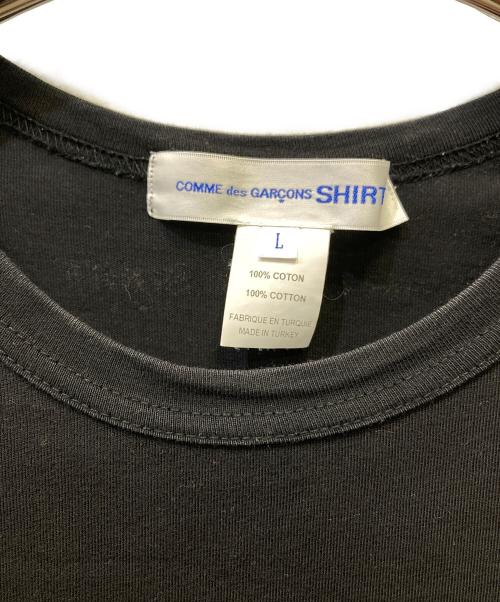 COMME des GARÇONS SHIRT
L
100% COTON
100% COTTON
FABRIQUE EN TURQUIE
MADE IN TURKEY